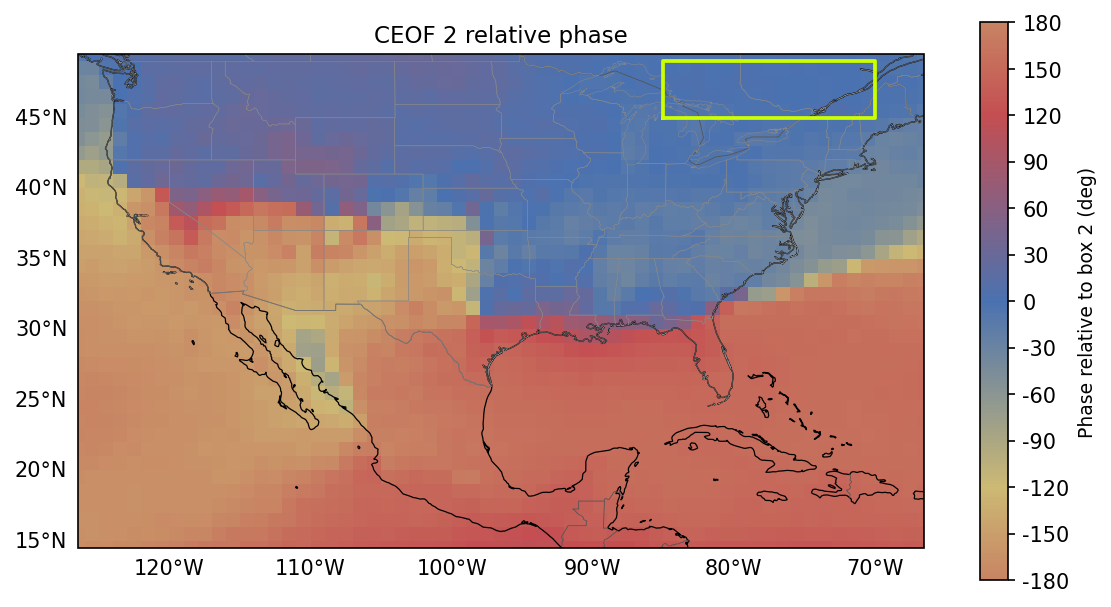 CEOF 2 relative phase
45°N
40°N
35°N
30°N
25°N
20°N
15°N
120°W
110°W
100°W
90°W
80°W
70°W
180
150
120
90
60
30
0
-30
-60
-90
-120
-150
-180
Phase relative to box 2 (deg)